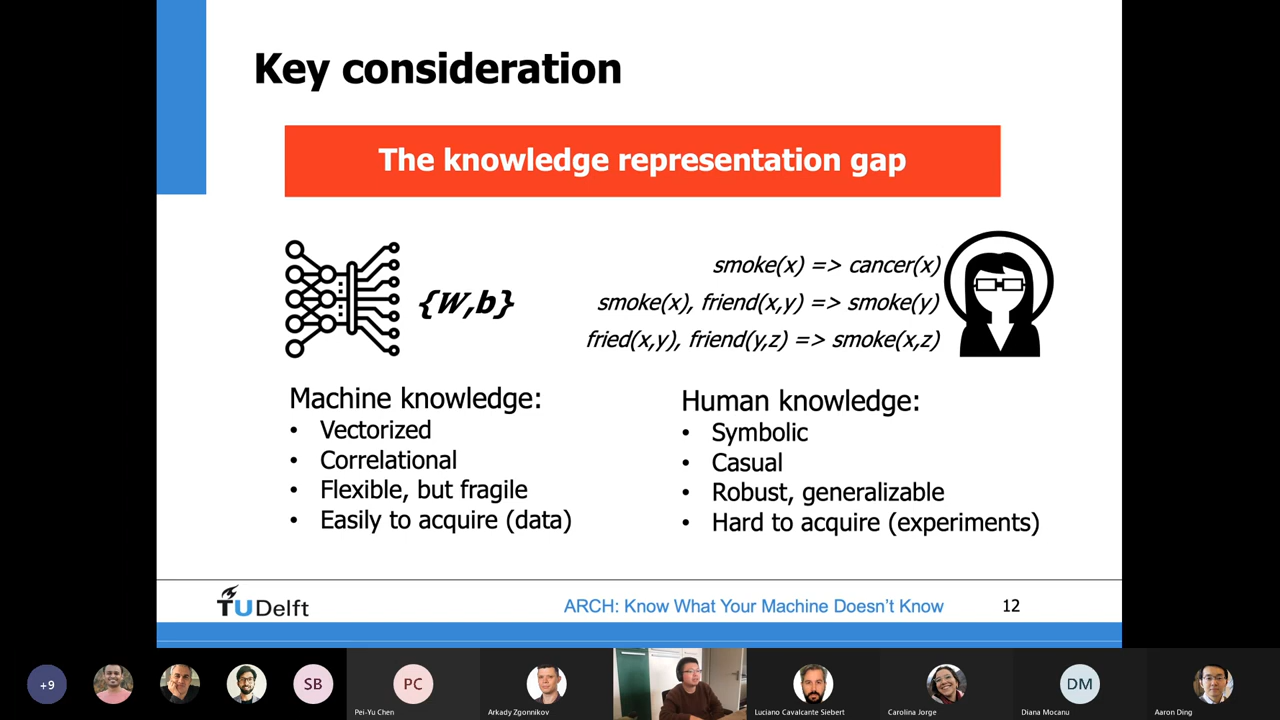 Key consideration
The knowledge representation gap
{W,b}
smoke(x) => cancer(x)
smoke(x), friend(x,y) => smoke(y)
fried(x,y), friend(y,z) => smoke(x,z)
Machine knowledge:
• Vectorized
• Correlational
• Flexible, but fragile
• Easily to acquire (data)
Human knowledge:
• Symbolic
• Casual
• Robust, generalizable
• Hard to acquire (experiments)
TUDelft
ARCH: Know What Your Machine Doesn't Know
12
+9
SB
PC
DM
Pei-Yu Chen
Arkady Zgonnikov
Luciano Cavalcante Siebert
Carolina Jorge
Diana Mocanu
Aaron Ding